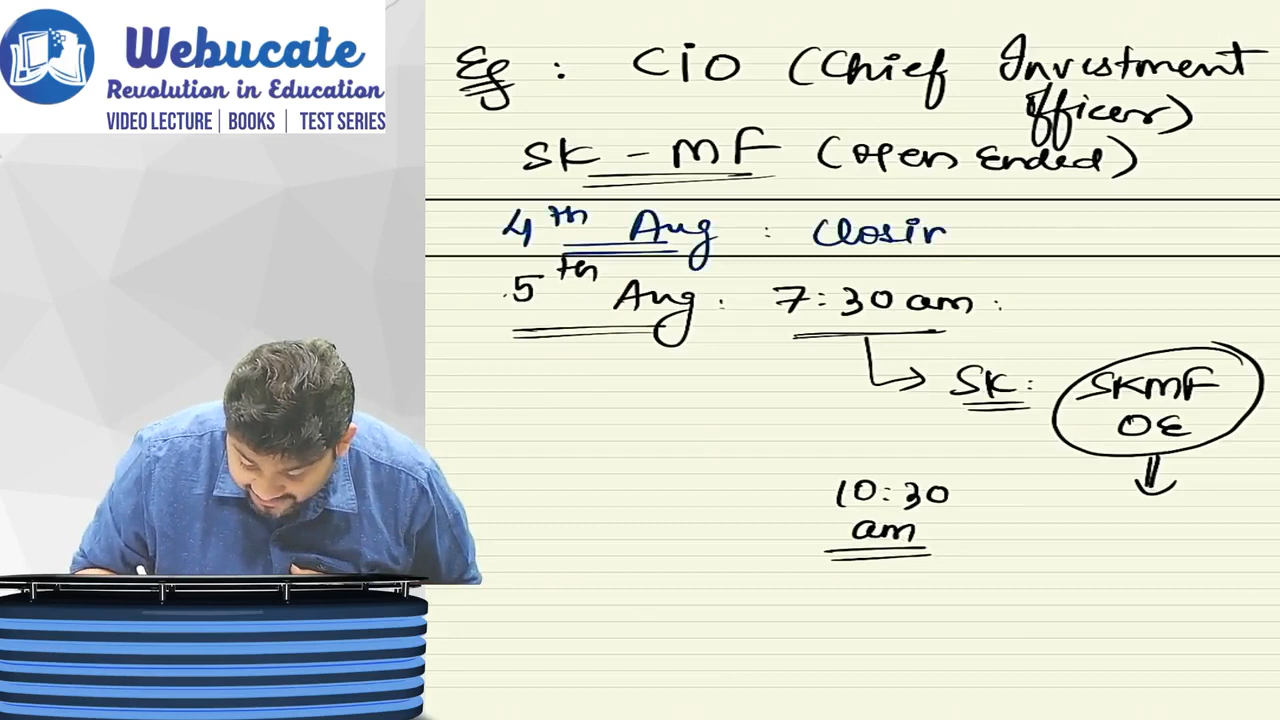 Webucate
Revolution in Education
VIDEO LECTURE | BOOKS | TEST SERIES
Eg : CIO (Chief Investment
officer)
SK - MF (open Ended)
4th Aug : Closin
5th Aug : 7:30 am :
SK : SKMF
OE
10:30
am